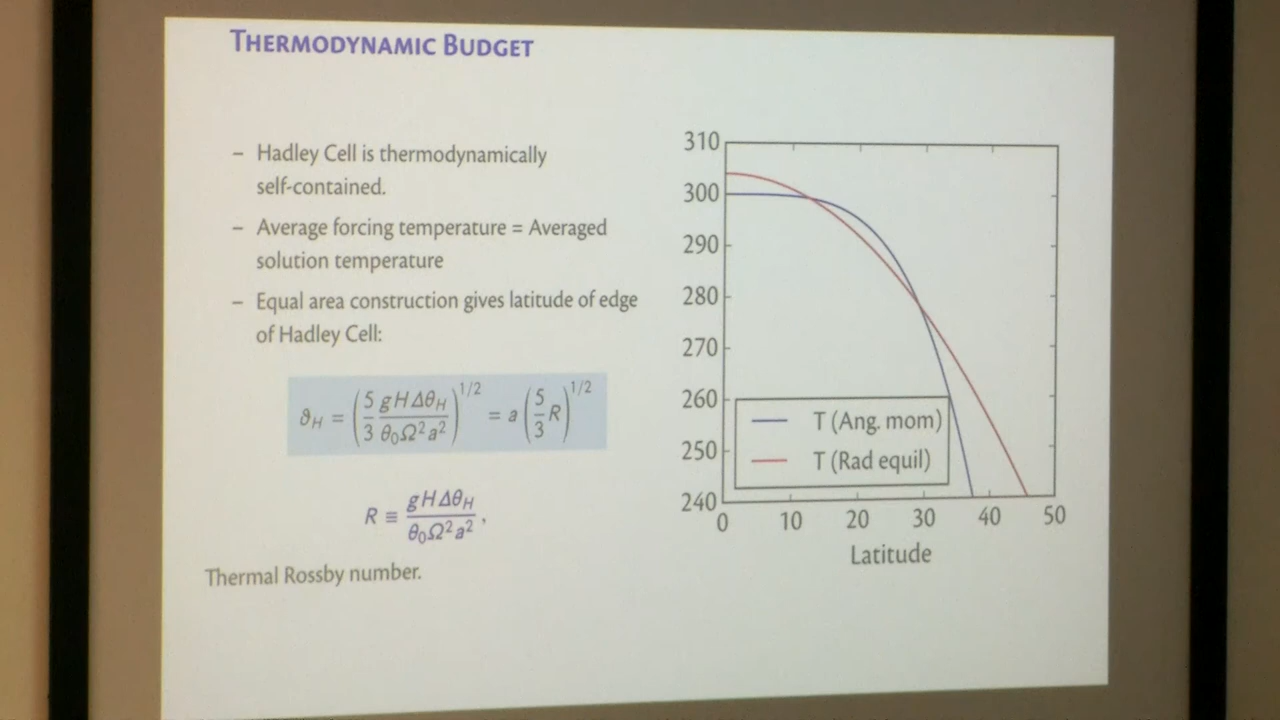 THERMODYNAMIC BUDGET
– Hadley Cell is thermodynamically
self-contained.
– Average forcing temperature = Averaged
solution temperature
– Equal area construction gives latitude of edge
of Hadley Cell:
ϑ_H = (5/3 gHΔθ_H/θ₀Ω²a²)^1/2 = a (5/3 R)^1/2
R ≡ gHΔθ_H/θ₀Ω²a² ,
Thermal Rossby number.
310
300
290
280
270
260
250
240
T (Ang. mom)
T (Rad equil)
0 10 20 30 40 50
Latitude